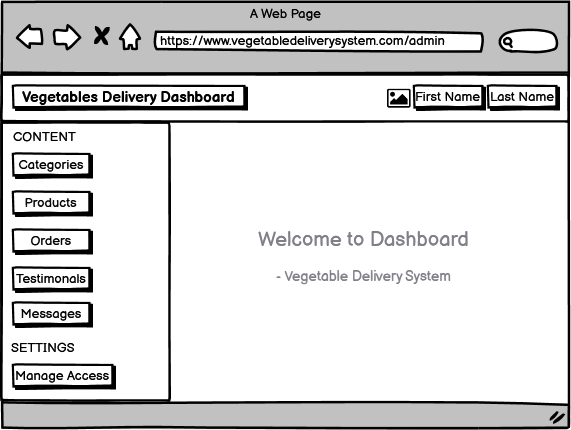 A Web Page
https://www.vegetabledeliverysystem.com/admin
Vegetables Delivery Dashboard
First Name
Last Name
CONTENT
Categories
Products
Orders
Testimonals
Messages
SETTINGS
Manage Access
Welcome to Dashboard
- Vegetable Delivery System